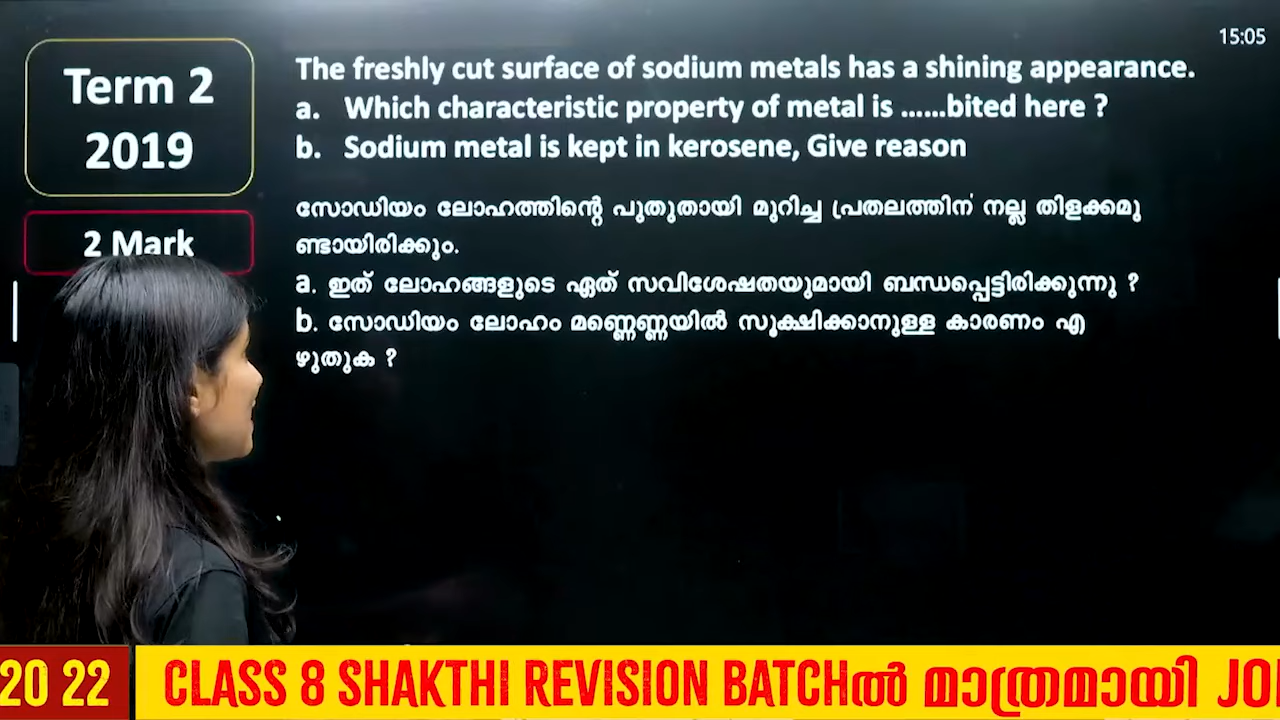 15:05
Term 2
2019
2 Mark
The freshly cut surface of sodium metals has a shining appearance.
a. Which characteristic property of metal is ......bited here ?
b. Sodium metal is kept in kerosene, Give reason
സോഡിയം ലോഹത്തിന്റെ പുതുതായി മുറിച്ച പ്രതലത്തിന് നല്ല തിളക്കമു
ണ്ടായിരിക്കും.
a. ഇത് ലോഹങ്ങളുടെ ഏത് സവിശേഷതയുമായി ബന്ധപ്പെട്ടിരിക്കുന്നു ?
b. സോഡിയം ലോഹം മണ്ണെണ്ണയിൽ സൂക്ഷിക്കാനുള്ള കാരണം എ
ഴുതുക ?
20 22 CLASS 8 SHAKTHI REVISION BATCHൽ മാത്രമായി